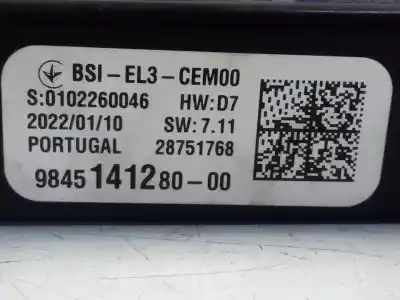 BSI-EL3-CEM00
S:0102260046 HW:D7
2022/01/10 SW:7.11
PORTUGAL 28751768
9845141280-00